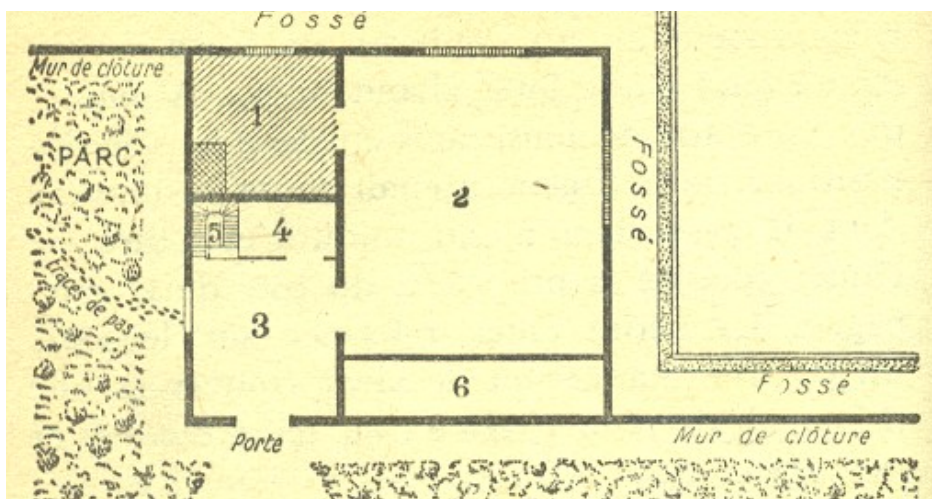 Fossé
Mur de clôture
PARC
1
2
Fossé
5
4
traces de pas
3
6
Fossé
Porte
Mur de clôture